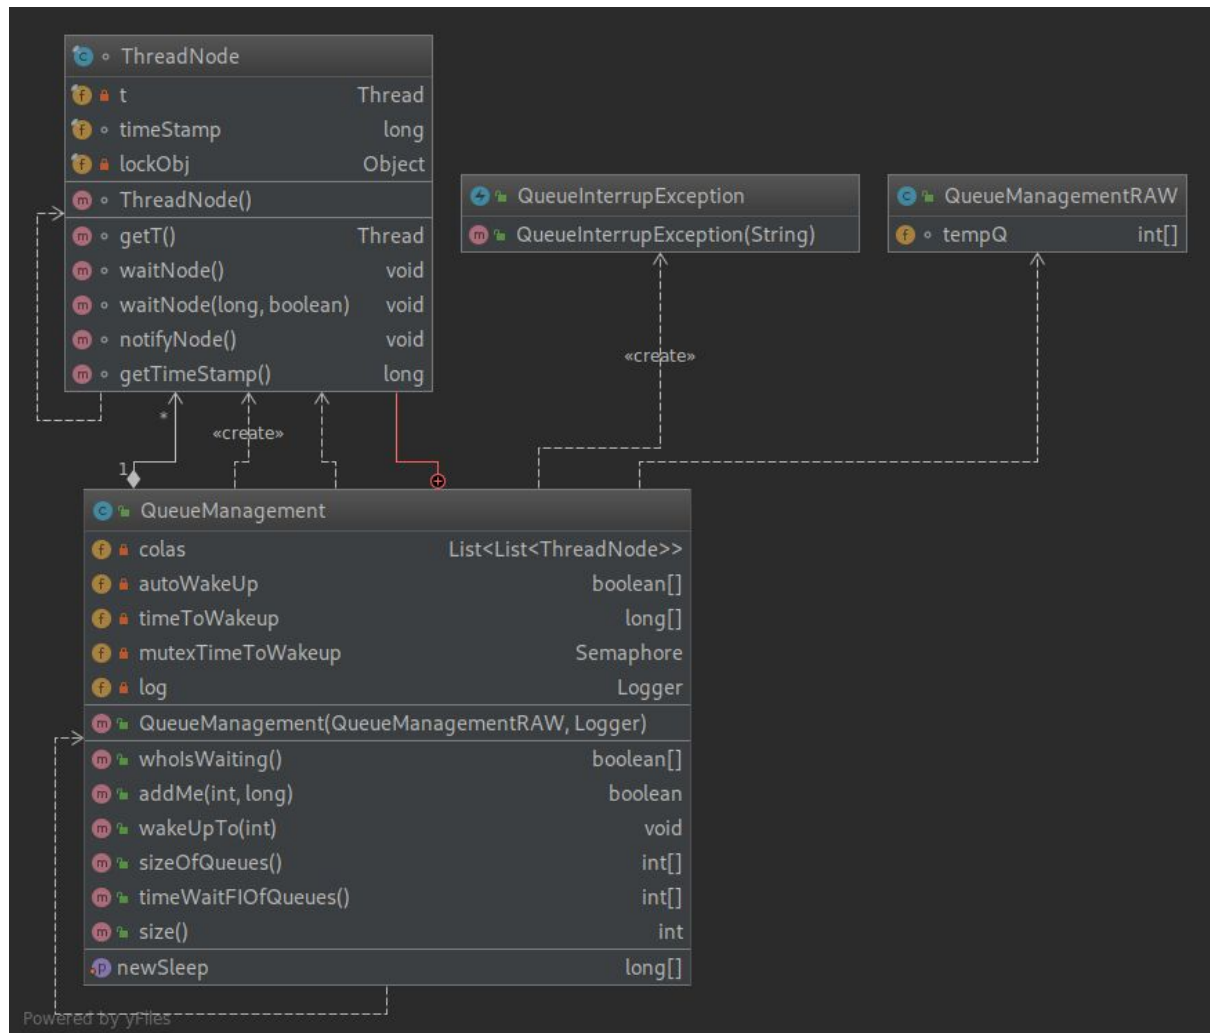 ThreadNode
t Thread
timeStamp long
lockObj Object
ThreadNode()
getT() Thread
waitNode() void
waitNode(long, boolean) void
notifyNode() void
getTimeStamp() long
QueueInterrupException
QueueInterrupException(String)
QueueManagementRAW
tempQ int[]
«create»
*
«create»
1
QueueManagement
colas List<List<ThreadNode>>
autoWakeUp boolean[]
timeToWakeup long[]
mutexTimeToWakeup Semaphore
log Logger
QueueManagement(QueueManagementRAW, Logger)
whoIsWaiting() boolean[]
addMe(int, long) boolean
wakeUpTo(int) void
sizeOfQueues() int[]
timeWaitFIOfQueues() int[]
size() int
newSleep long[]
Powered by yFiles